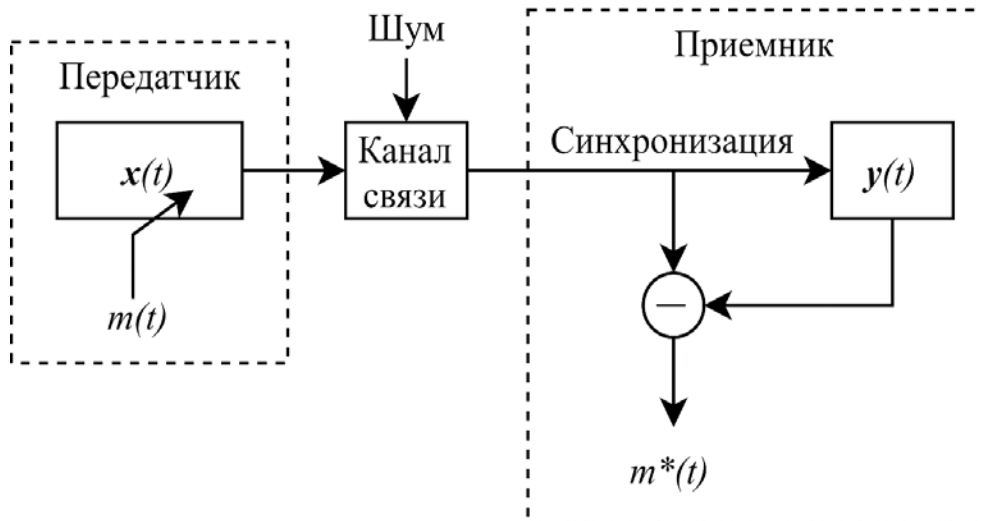 Шум
Приемник
Передатчик
x(t)
Канал
связи
Синхронизация
y(t)
m(t)
m*(t)